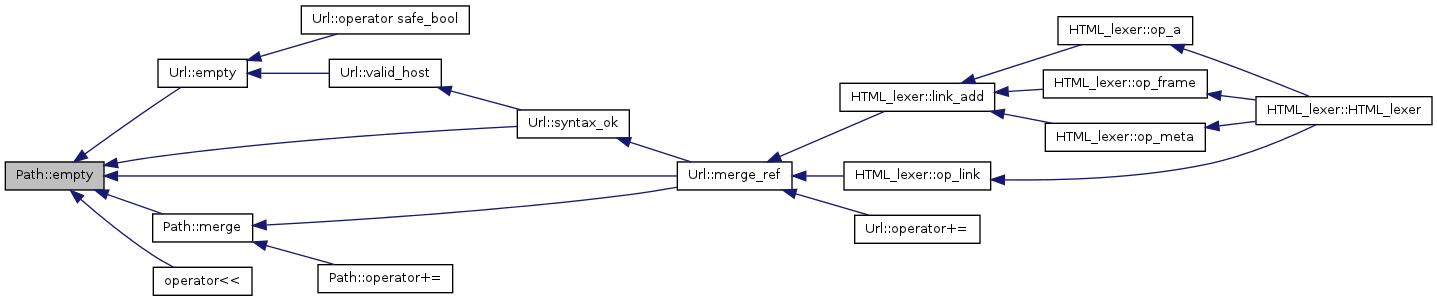 Path::empty
Url::empty
Url::operator safe_bool
Url::valid_host
Url::syntax_ok
Path::merge
operator<<
Path::operator+=
Url::merge_ref
HTML_lexer::link_add
HTML_lexer::op_link
Url::operator+=
HTML_lexer::op_a
HTML_lexer::op_frame
HTML_lexer::op_meta
HTML_lexer::HTML_lexer